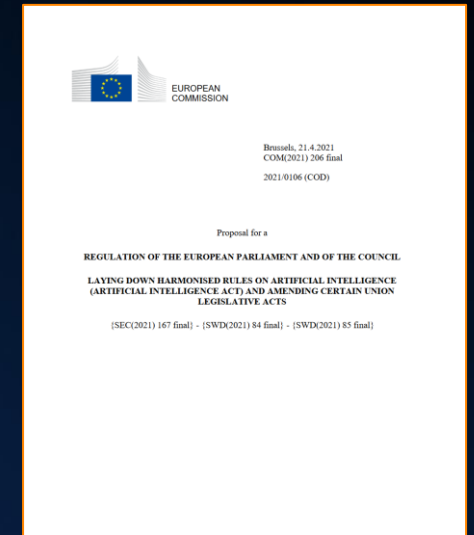 EUROPEAN
COMMISSION
Brussels, 21.4.2021
COM(2021) 206 final
2021/0106 (COD)
Proposal for a
REGULATION OF THE EUROPEAN PARLIAMENT AND OF THE COUNCIL
LAYING DOWN HARMONISED RULES ON ARTIFICIAL INTELLIGENCE
(ARTIFICIAL INTELLIGENCE ACT) AND AMENDING CERTAIN UNION
LEGISLATIVE ACTS
{SEC(2021) 167 final} - {SWD(2021) 84 final} - {SWD(2021) 85 final}